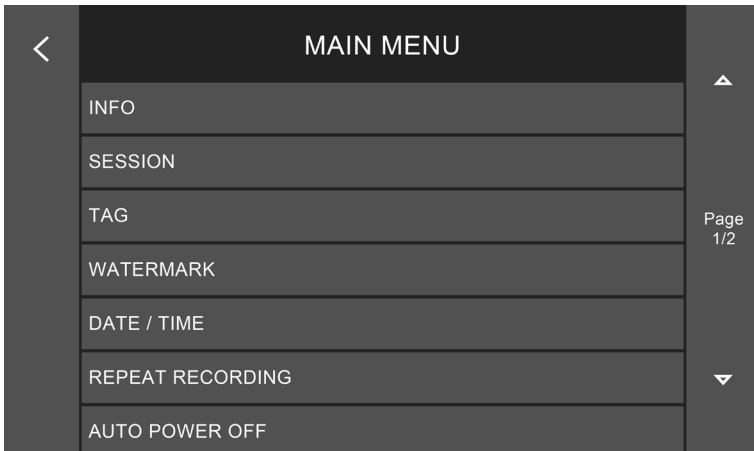 MAIN MENU
INFO
SESSION
TAG
WATERMARK
DATE / TIME
REPEAT RECORDING
AUTO POWER OFF
Page
1/2